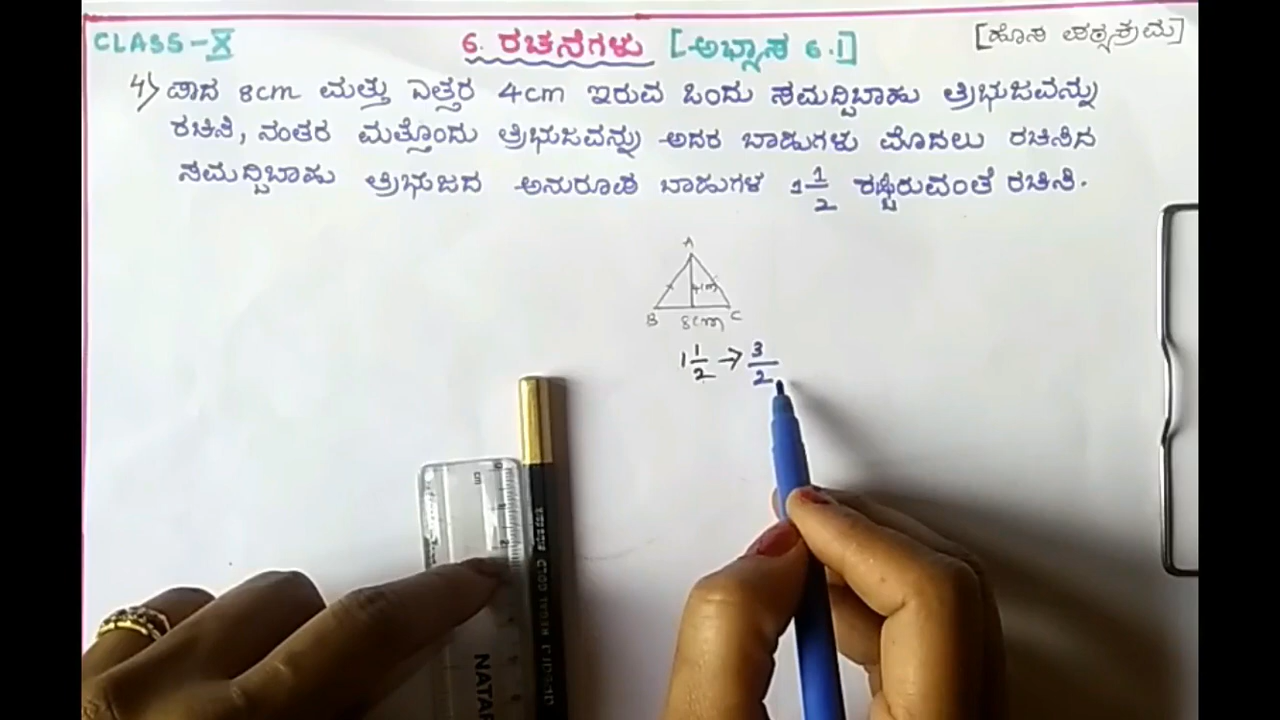 CLASS-X
6. ರಚನೆಗಳು [ಅಭ್ಯಾಸ 6.1]
[ಹೊಸ ಪಠ್ಯಕ್ರಮ]
4) ಪಾದ 8cm ಮತ್ತು ಎತ್ತರ 4cm ಇರುವ ಒಂದು ಸಮದ್ವಿಬಾಹು ತ್ರಿಭುಜವನ್ನು
ರಚಿಸಿ, ನಂತರ ಮತ್ತೊಂದು ತ್ರಿಭುಜವನ್ನು ಅದರ ಬಾಹುಗಳು ಮೊದಲು ರಚಿಸಿದ
ಸಮದ್ವಿಬಾಹು ತ್ರಿಭುಜದ ಅನುರೂಪ ಬಾಹುಗಳ 1 1/2 ರಷ್ಟಿರುವಂತೆ ರಚಿಸಿ.
A
4cm
B 8cm C
1 1/2 → 3/2
cm
NATAR